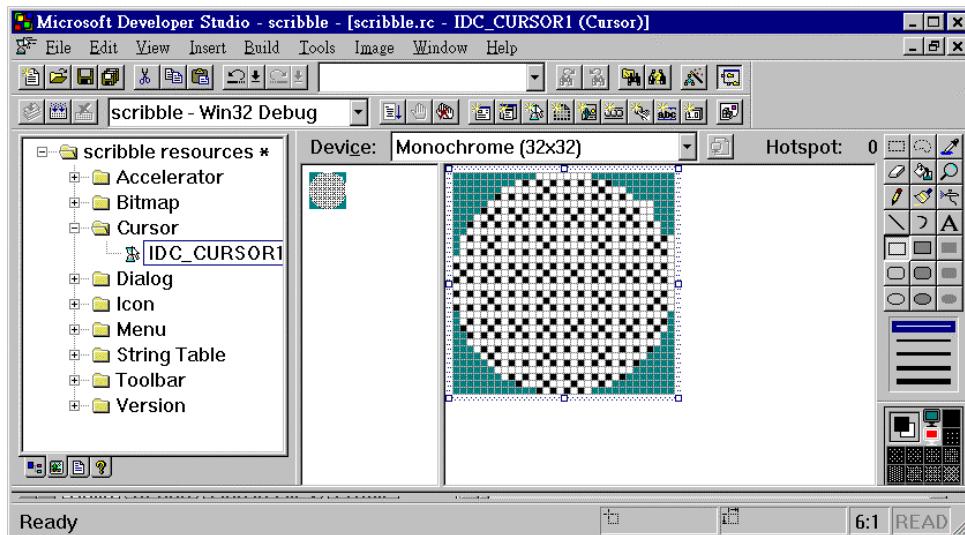 Microsoft Developer Studio - scribble - [scribble.rc - IDC_CURSOR1 (Cursor)]
File Edit View Insert Build Tools Image Window Help
scribble - Win32 Debug
scribble resources *
Accelerator
Bitmap
Cursor
IDC_CURSOR1
Dialog
Icon
Menu
String Table
Toolbar
Version
Device: Monochrome (32x32) Hotspot: 0
Ready 6:1 READ